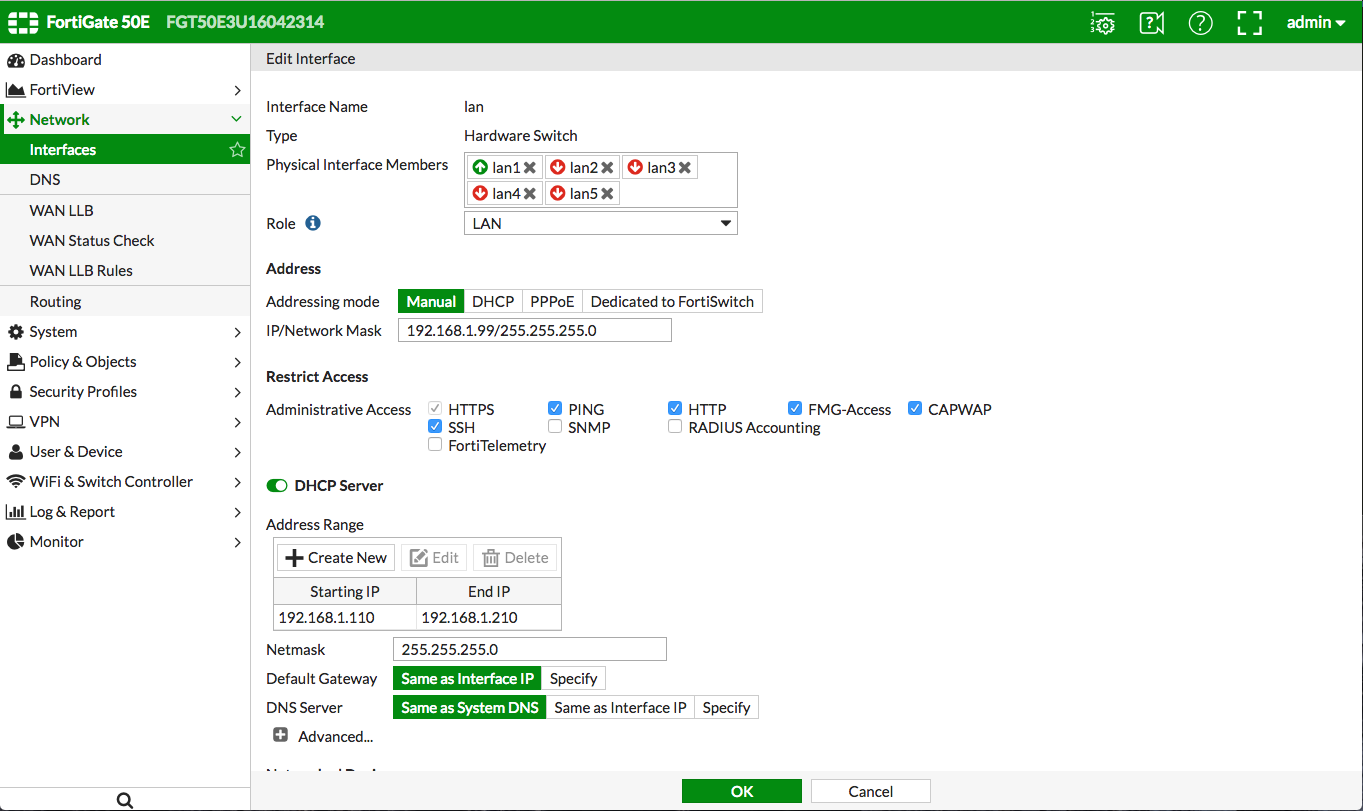 FortiGate 50E FGT50E3U16042314
admin
Dashboard
FortiView
Network
Interfaces
DNS
WAN LLB
WAN Status Check
WAN LLB Rules
Routing
System
Policy & Objects
Security Profiles
VPN
User & Device
WiFi & Switch Controller
Log & Report
Monitor
Edit Interface
Interface Name lan
Type Hardware Switch
Physical Interface Members lan1 lan2 lan3
lan4 lan5
Role LAN
Address
Addressing mode Manual DHCP PPPoE Dedicated to FortiSwitch
IP/Network Mask 192.168.1.99/255.255.255.0
Restrict Access
Administrative Access HTTPS PING HTTP FMG-Access CAPWAP
SSH SNMP RADIUS Accounting
FortiTelemetry
DHCP Server
Address Range
Create New Edit Delete
Starting IP End IP
192.168.1.110 192.168.1.210
Netmask 255.255.255.0
Default Gateway Same as Interface IP Specify
DNS Server Same as System DNS Same as Interface IP Specify
Advanced...
OK Cancel